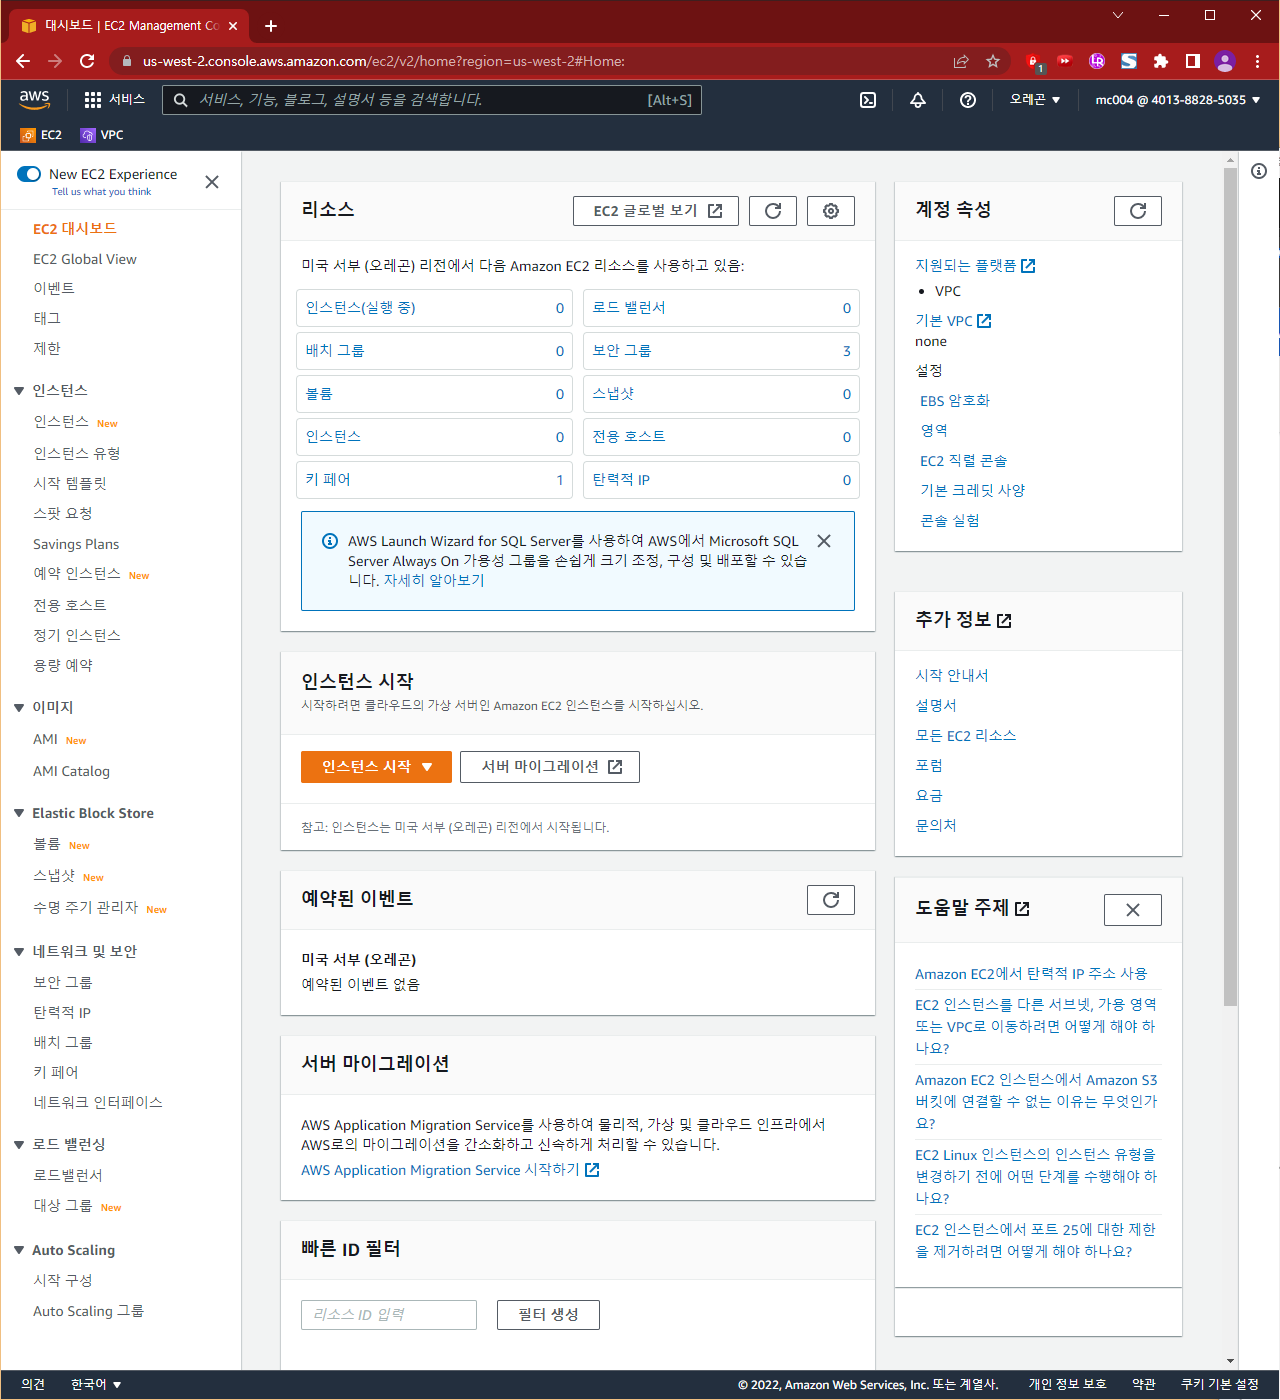 대시보드 | EC2 Management Co
us-west-2.console.aws.amazon.com/ec2/v2/home?region=us-west-2#Home:
1
aws
서비스
서비스, 기능, 블로그, 설명서 등을 검색합니다.
[Alt+S]
오레곤
mc004 @ 4013-8828-5035
EC2
VPC
New EC2 Experience
Tell us what you think
EC2 대시보드
EC2 Global View
이벤트
태그
제한
인스턴스
인스턴스 New
인스턴스 유형
시작 템플릿
스팟 요청
Savings Plans
예약 인스턴스 New
전용 호스트
정기 인스턴스
용량 예약
이미지
AMI New
AMI Catalog
Elastic Block Store
볼륨 New
스냅샷 New
수명 주기 관리자 New
네트워크 및 보안
보안 그룹
탄력적 IP
배치 그룹
키 페어
네트워크 인터페이스
로드 밸런싱
로드밸런서
대상 그룹 New
Auto Scaling
시작 구성
Auto Scaling 그룹
리소스
EC2 글로벌 보기
미국 서부 (오레곤) 리전에서 다음 Amazon EC2 리소스를 사용하고 있음:
인스턴스(실행 중) 0
로드 밸런서 0
배치 그룹 0
보안 그룹 3
볼륨 0
스냅샷 0
인스턴스 0
전용 호스트 0
키 페어 1
탄력적 IP 0
AWS Launch Wizard for SQL Server를 사용하여 AWS에서 Microsoft SQL
Server Always On 가용성 그룹을 손쉽게 크기 조정, 구성 및 배포할 수 있습
니다. 자세히 알아보기
인스턴스 시작
시작하려면 클라우드의 가상 서버인 Amazon EC2 인스턴스를 시작하십시오.
인스턴스 시작
서버 마이그레이션
참고: 인스턴스는 미국 서부 (오레곤) 리전에서 시작됩니다.
예약된 이벤트
미국 서부 (오레곤)
예약된 이벤트 없음
서버 마이그레이션
AWS Application Migration Service를 사용하여 물리적, 가상 및 클라우드 인프라에서
AWS로의 마이그레이션을 간소화하고 신속하게 처리할 수 있습니다.
AWS Application Migration Service 시작하기
빠른 ID 필터
리소스 ID 입력
필터 생성
계정 속성
지원되는 플랫폼
• VPC
기본 VPC
none
설정
EBS 암호화
영역
EC2 직렬 콘솔
기본 크레딧 사양
콘솔 실험
추가 정보
시작 안내서
설명서
모든 EC2 리소스
포럼
요금
문의처
도움말 주제
Amazon EC2에서 탄력적 IP 주소 사용
EC2 인스턴스를 다른 서브넷, 가용 영역
또는 VPC로 이동하려면 어떻게 해야 하
나요?
Amazon EC2 인스턴스에서 Amazon S3
버킷에 연결할 수 없는 이유는 무엇인가
요?
EC2 Linux 인스턴스의 인스턴스 유형을
변경하기 전에 어떤 단계를 수행해야 하
나요?
EC2 인스턴스에서 포트 25에 대한 제한
을 제거하려면 어떻게 해야 하나요?
의견
한국어
© 2022, Amazon Web Services, Inc. 또는 계열사.
개인 정보 보호
약관
쿠키 기본 설정